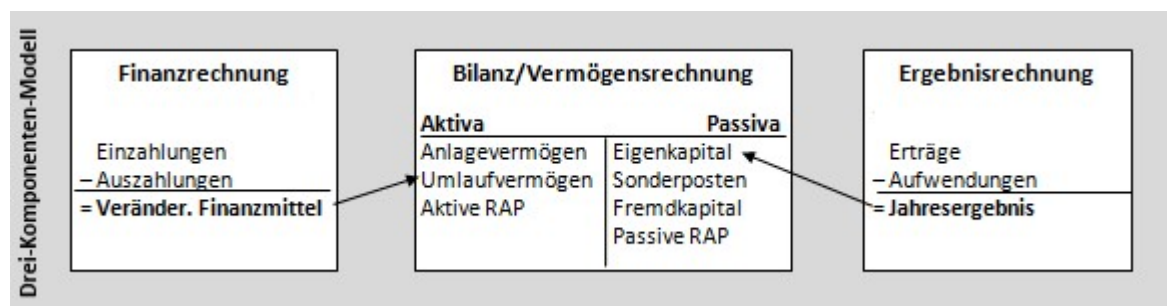 Drei-Komponenten-Modell
Finanzrechnung
Einzahlungen
– Auszahlungen
= Veränder. Finanzmittel
Bilanz/Vermögensrechnung
Aktiva Passiva
Anlagevermögen Eigenkapital
Umlaufvermögen Sonderposten
Aktive RAP Fremdkapital
Passive RAP
Ergebnisrechnung
Erträge
– Aufwendungen
= Jahresergebnis